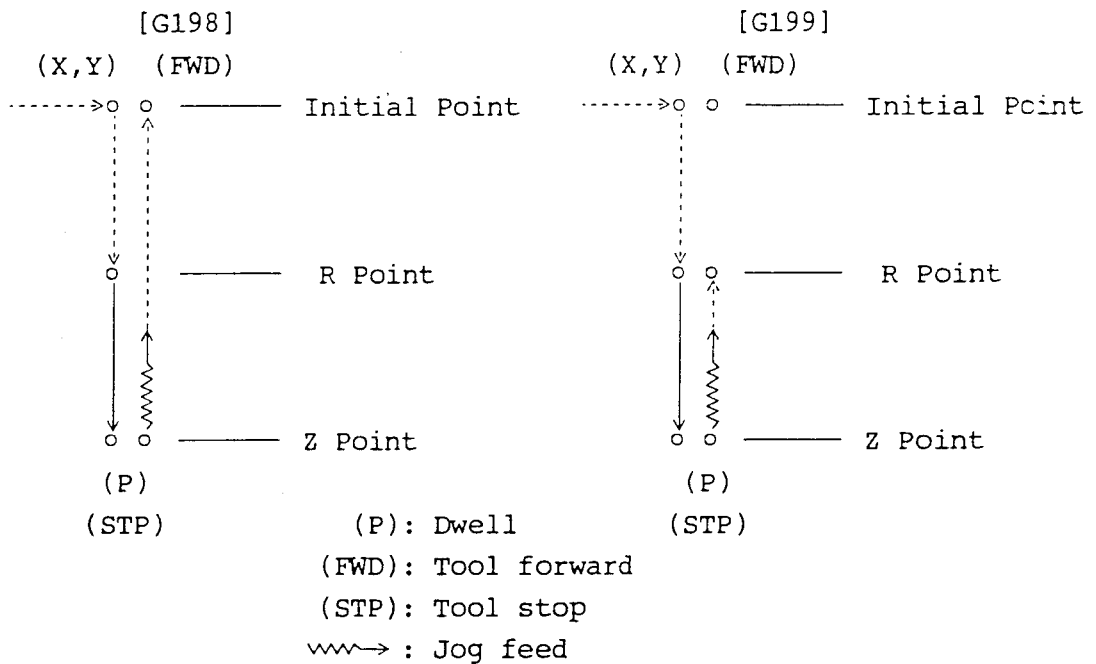 [G198] [G199]
(X,Y) (FWD) (X,Y) (FWD)
Initial Point Initial Point
R Point R Point
Z Point Z Point
(P) (P)
(STP) (P): Dwell (STP)
(FWD): Tool forward
(STP): Tool stop
: Jog feed